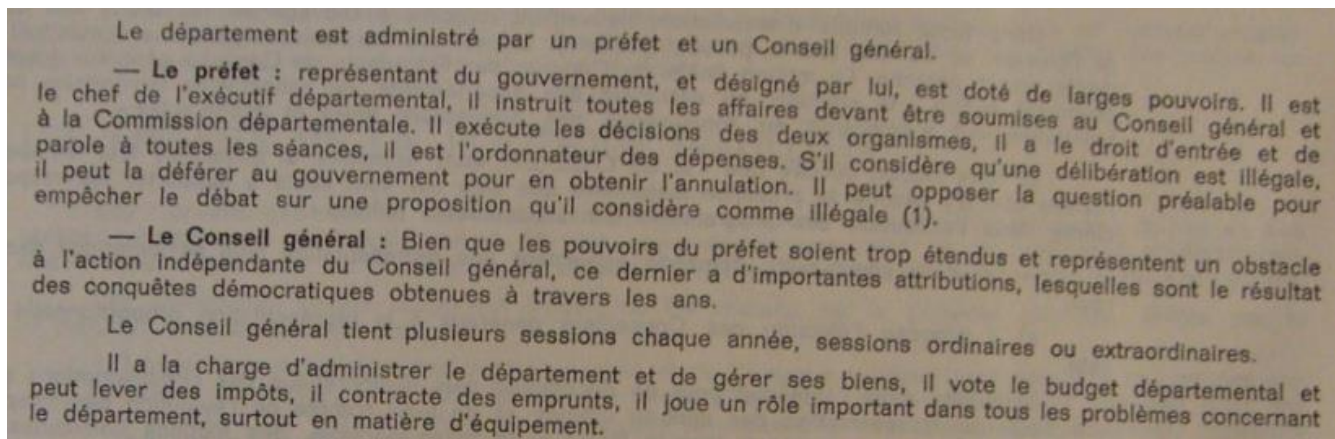 Le département est administré par un préfet et un Conseil général.
— Le préfet : représentant du gouvernement, et désigné par lui, est doté de larges pouvoirs. Il est
le chef de l'exécutif départemental, il instruit toutes les affaires devant être soumises au Conseil général et
à la Commission départementale. Il exécute les décisions des deux organismes, il a le droit d'entrée et de
parole à toutes les séances, il est l'ordonnateur des dépenses. S'il considère qu'une délibération est illégale,
il peut la déférer au gouvernement pour en obtenir l'annulation. Il peut opposer la question préalable pour
empêcher le débat sur une proposition qu'il considère comme illégale (1).
— Le Conseil général : Bien que les pouvoirs du préfet soient trop étendus et représentent un obstacle
à l'action indépendante du Conseil général, ce dernier a d'importantes attributions, lesquelles sont le résultat
des conquêtes démocratiques obtenues à travers les ans.
Le Conseil général tient plusieurs sessions chaque année, sessions ordinaires ou extraordinaires.
Il a la charge d'administrer le département et de gérer ses biens, il vote le budget départemental et
peut lever des impôts, il contracte des emprunts, il joue un rôle important dans tous les problèmes concernant
le département, surtout en matière d'équipement.